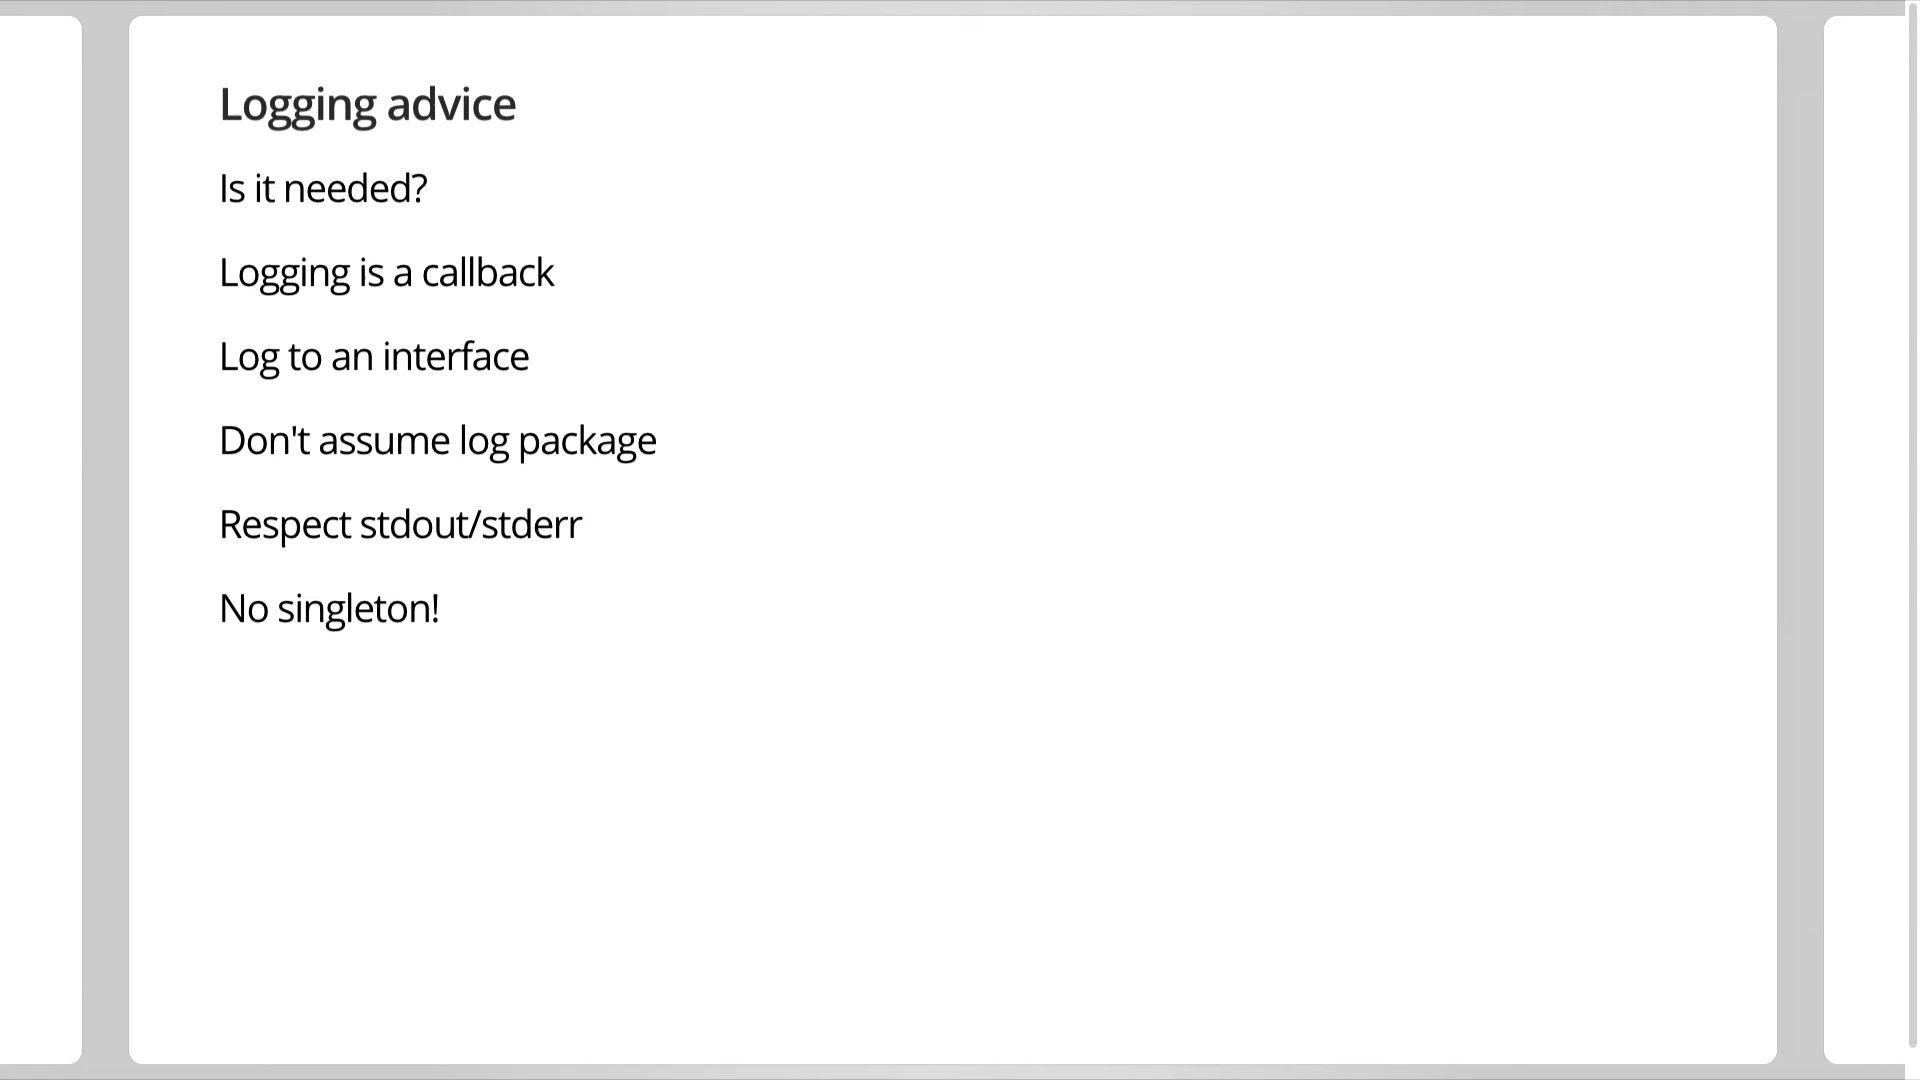 Logging advice
Is it needed?
Logging is a callback
Log to an interface
Don't assume log package
Respect stdout/stderr
No singleton!